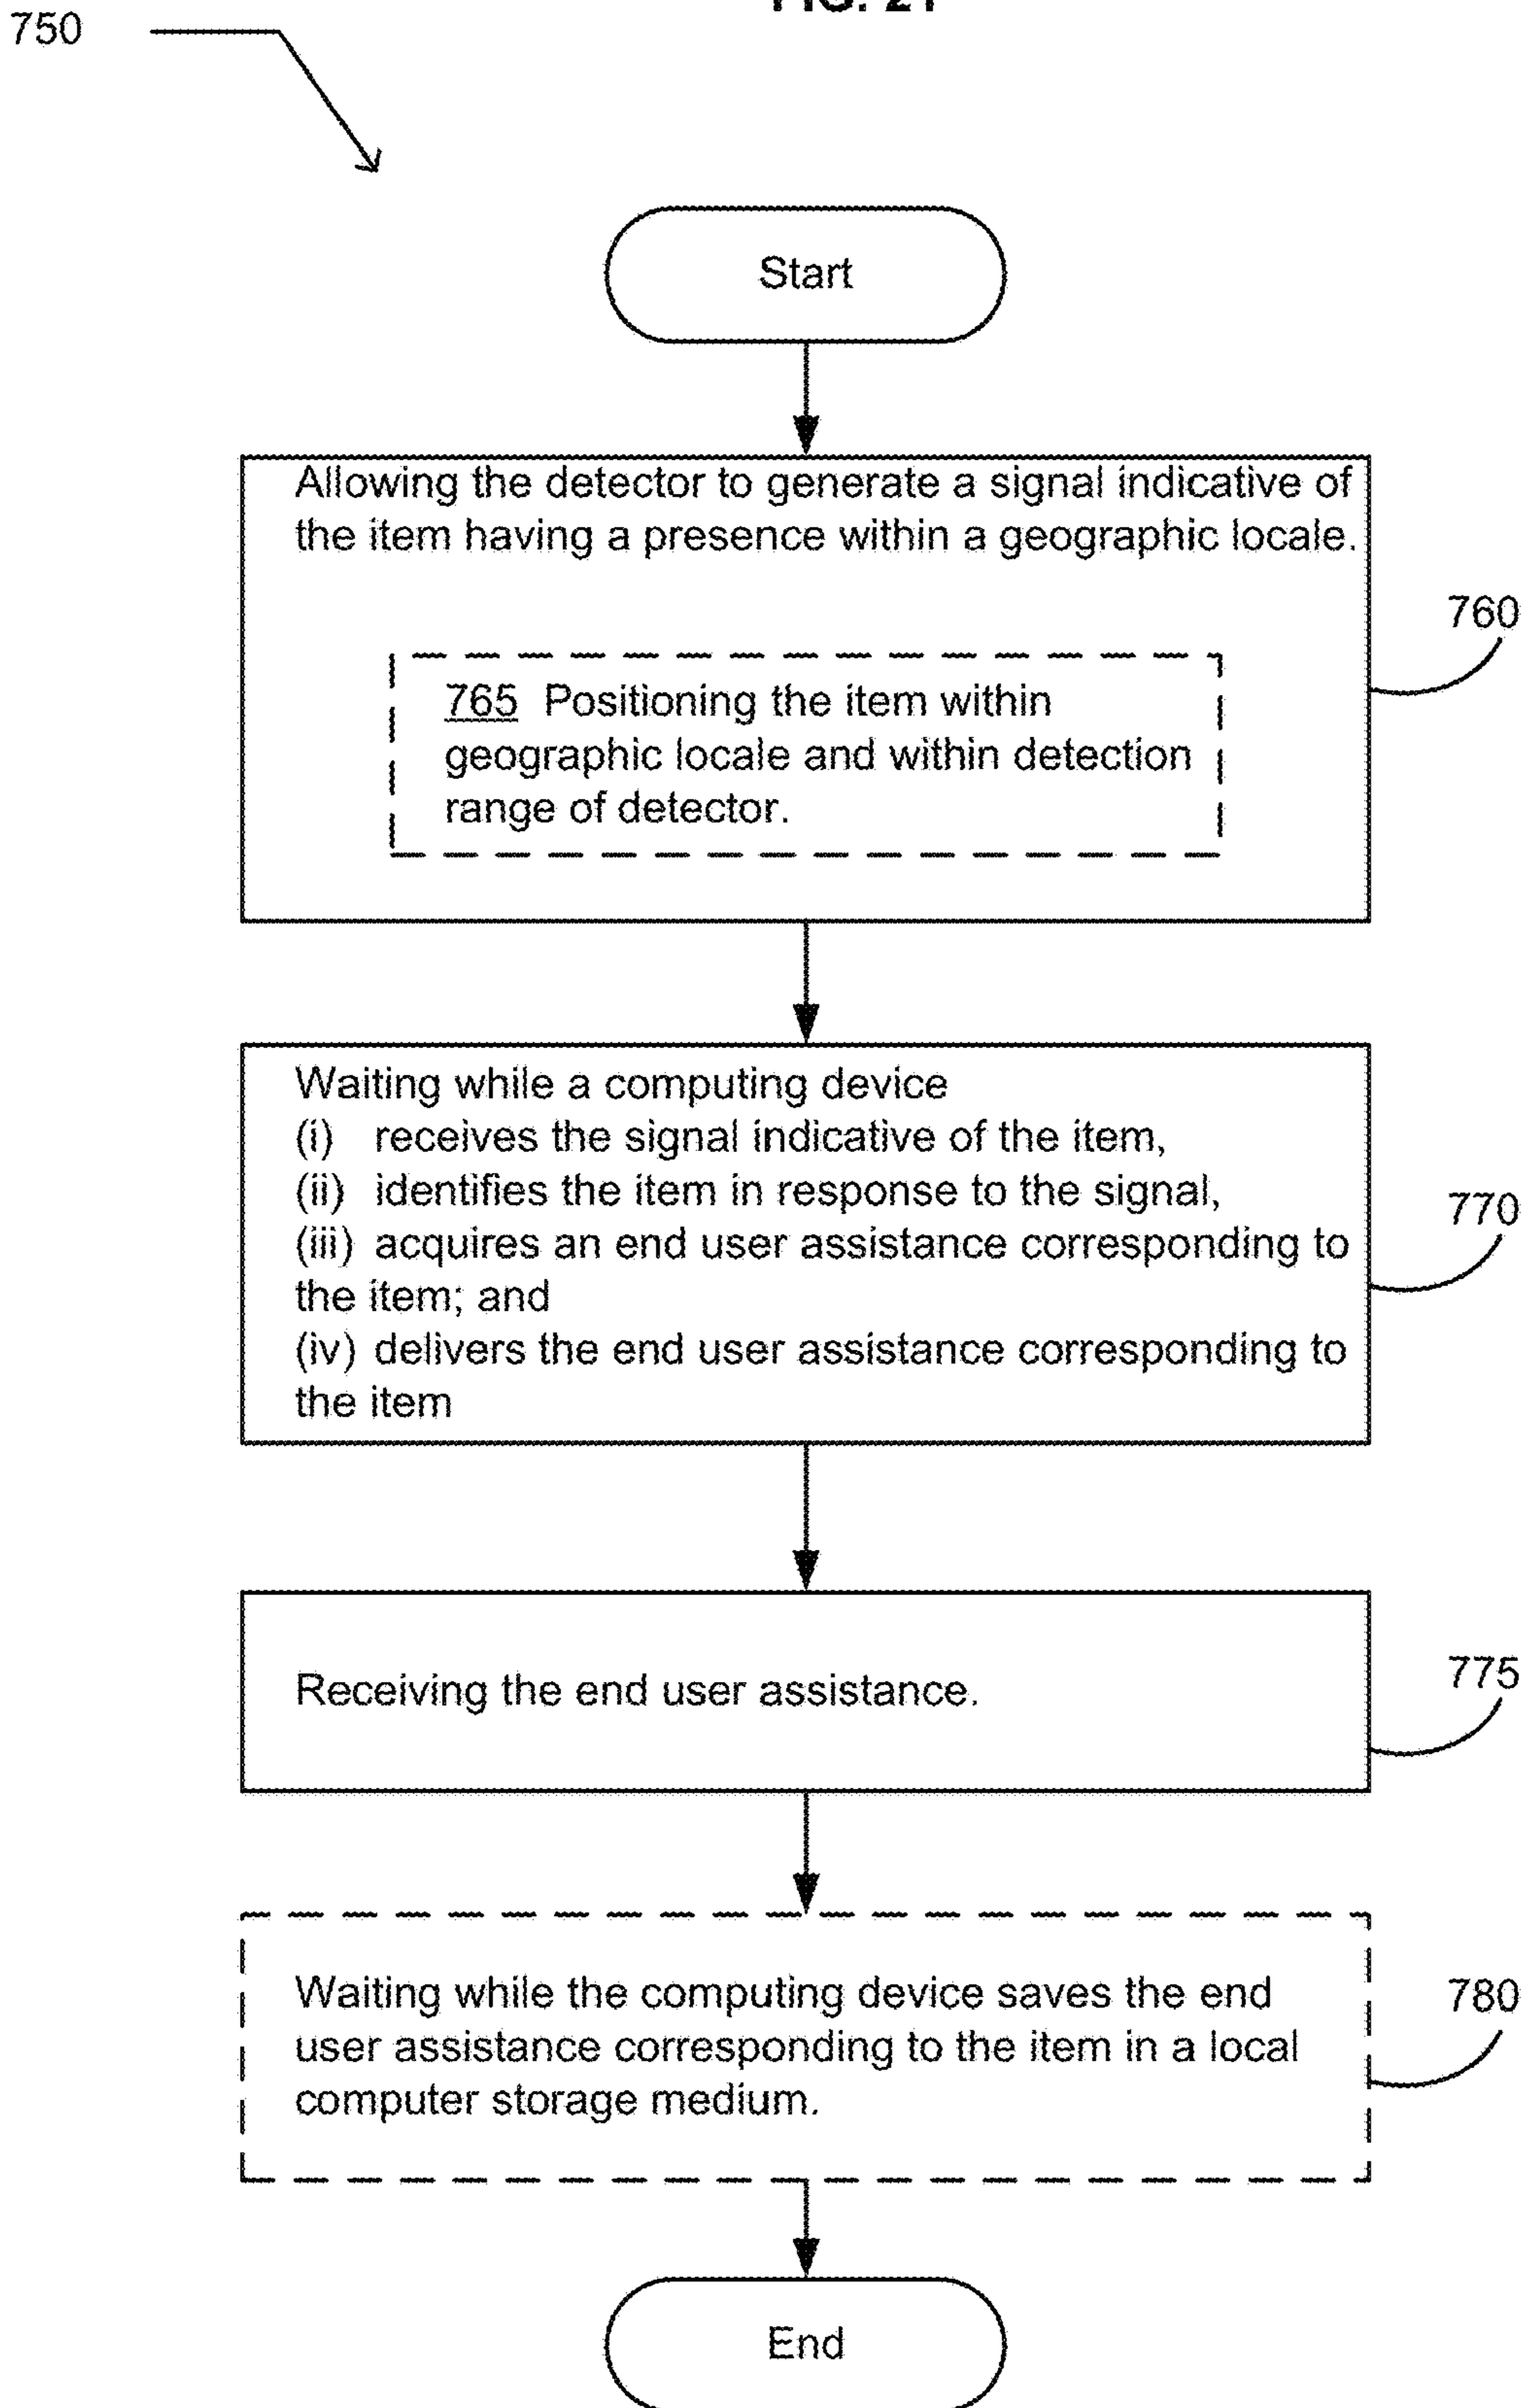 FIG. 21
750
Start
Allowing the detector to generate a signal indicative of
the item having a presence within a geographic locale.
760
765 Positioning the item within
geographic locale and within detection
range of detector.
Waiting while a computing device
(i) receives the signal indicative of the item,
(ii) identifies the item in response to the signal,
770
(iii) acquires an end user assistance corresponding to
the item; and
(iv) delivers the end user assistance corresponding to
the item
775
Receiving the end user assistance.
Waiting while the computing device saves the end
780
user assistance corresponding to the item in a local
computer storage medium.
End